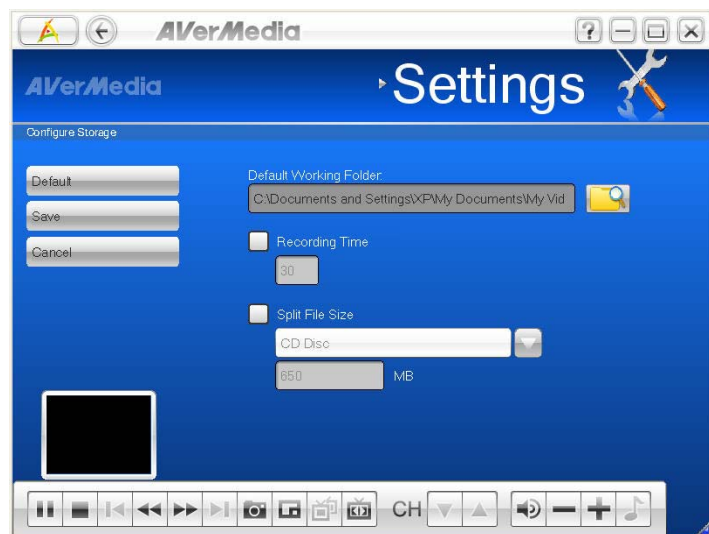 AVerMedia
AVerMedia
Settings
Configure Storage
Default
Save
Cancel
Default Working Folder:
C:\Documents and Settings\XP\My Documents\My Vid
Recording Time
30
Split File Size
CD Disc
650 MB
CH